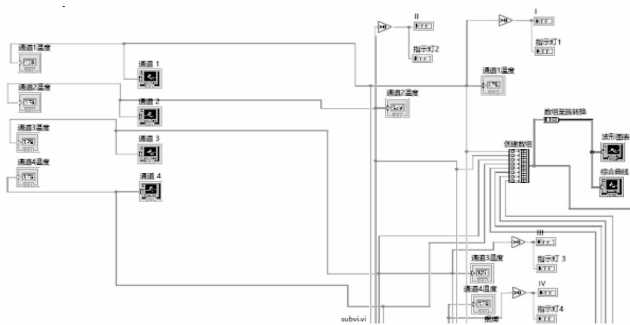 II
I
通道1温度
指示灯2
指示灯1
通道 1
通道1温度
通道2温度
通道2温度
通道 2
数组至簇转换
通道3温度
通道 3
创建数组
波形图表
通道4温度
通道 4
综合曲线
III
通道3温度
指示灯 3
通道4温度
IV
指示灯4
subvi.vi